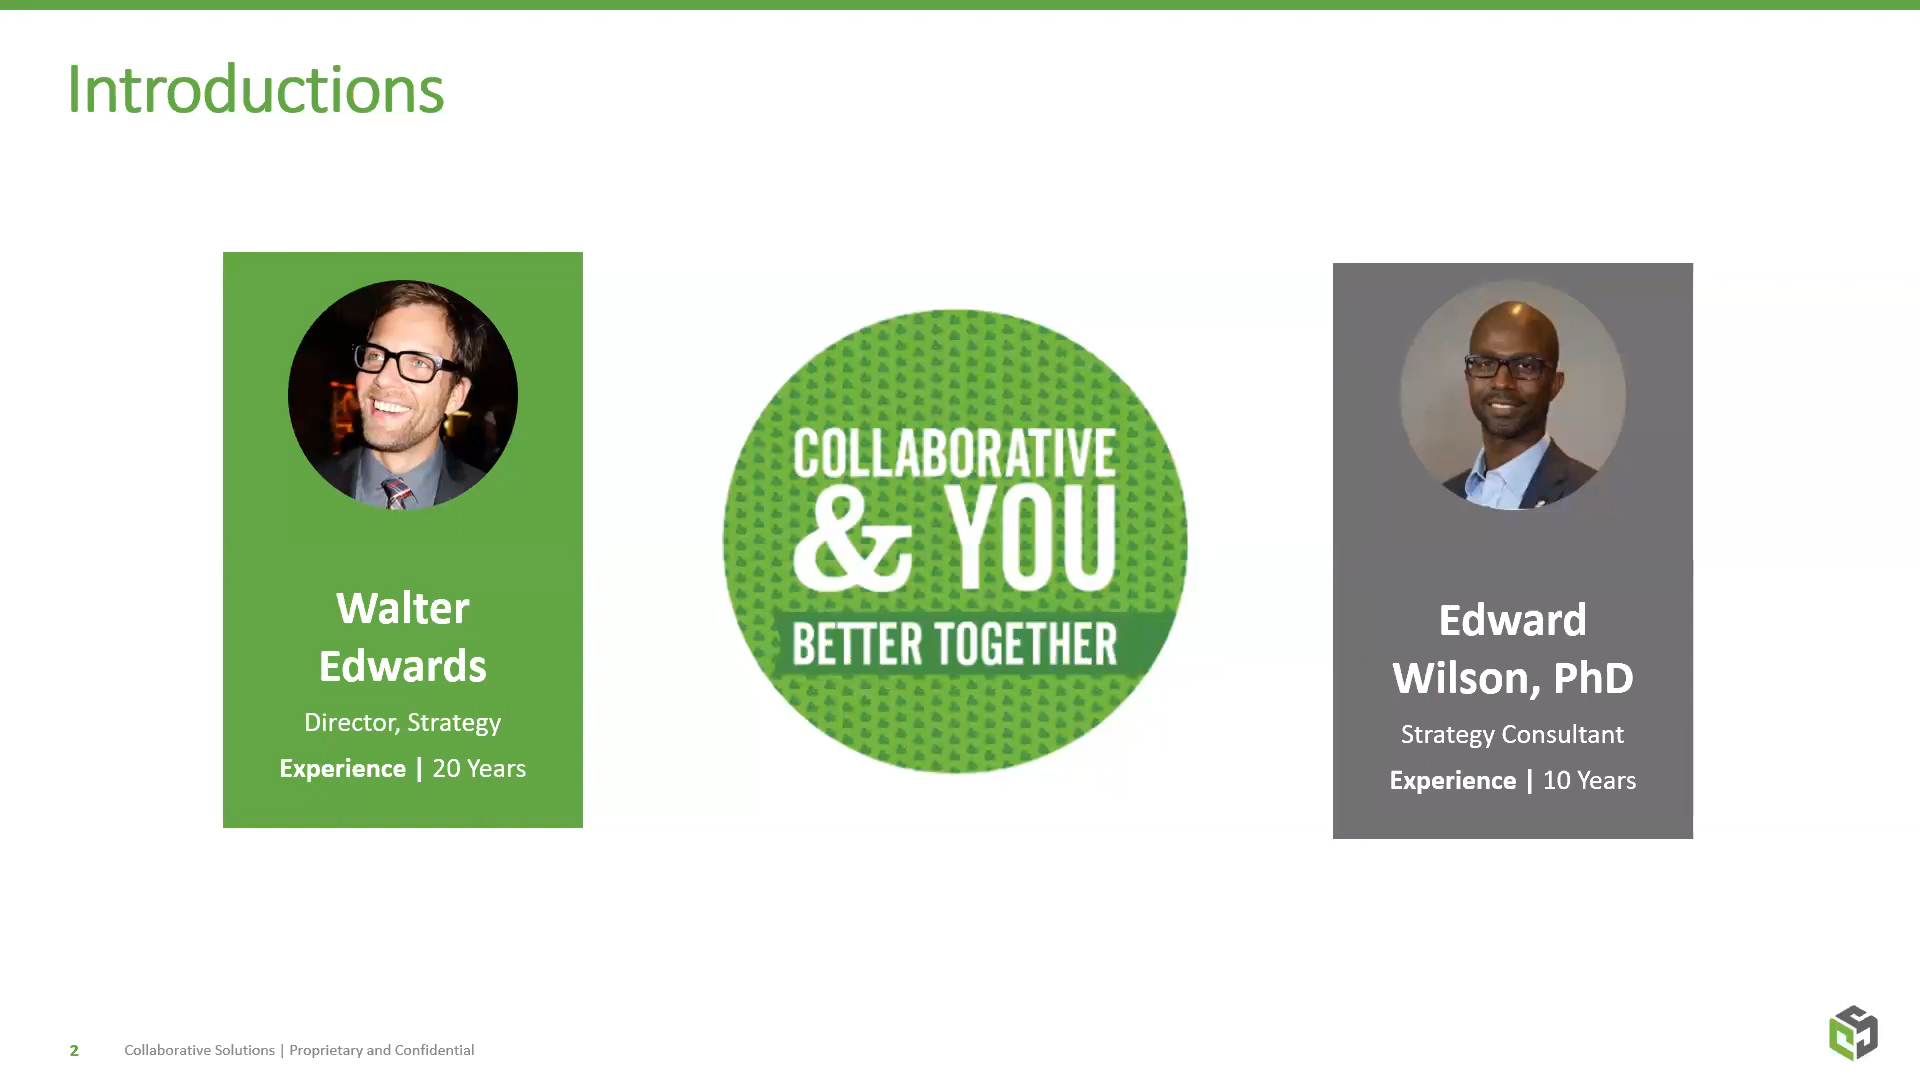 Introductions
Walter
Edwards
Director, Strategy
Experience | 20 Years
COLLABORATIVE
& YOU
BETTER TOGETHER
Edward
Wilson, PhD
Strategy Consultant
Experience | 10 Years
2 Collaborative Solutions | Proprietary and Confidential